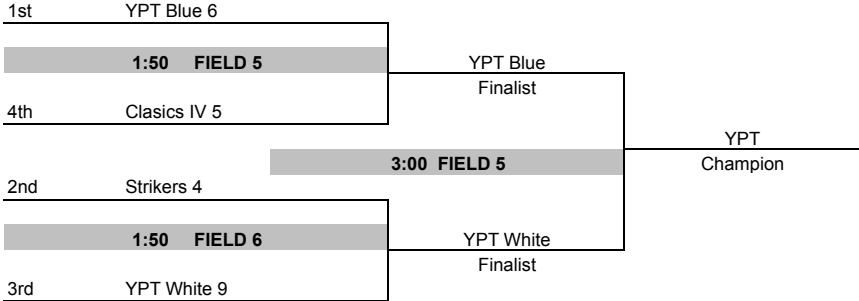 1st YPT Blue 6
1:50 FIELD 5
YPT Blue
Finalist
4th Clasics IV 5
YPT
3:00 FIELD 5
Champion
2nd Strikers 4
1:50 FIELD 6
YPT White
Finalist
3rd YPT White 9